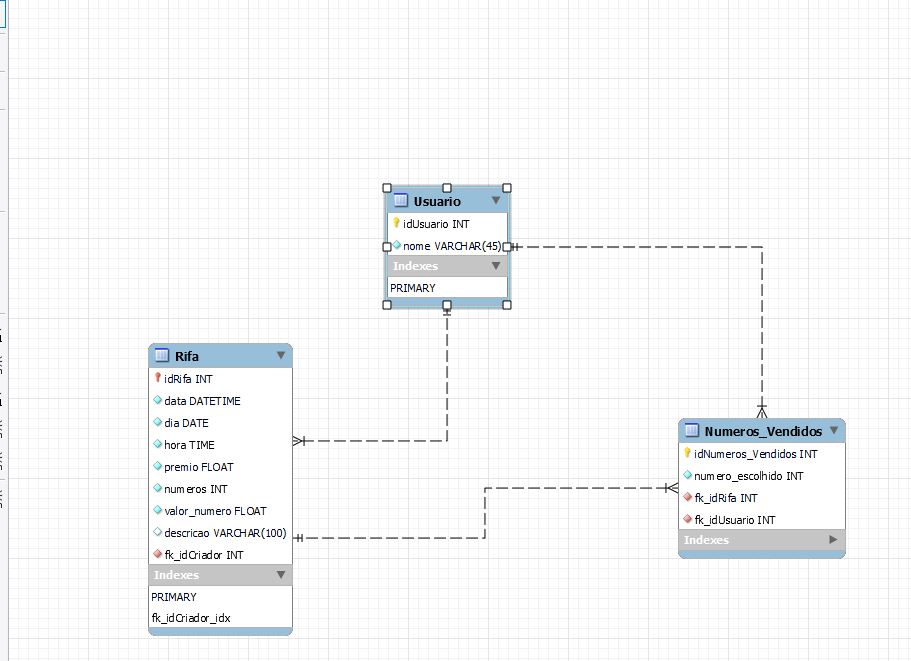 Usuario
idUsuario INT
nome VARCHAR(45)
Indexes
PRIMARY
Rifa
idRifa INT
data DATETIME
dia DATE
hora TIME
premio FLOAT
numeros INT
valor_numero FLOAT
descricao VARCHAR(100)
fk_idCriador INT
Indexes
PRIMARY
fk_idCriador_idx
Numeros_Vendidos
idNumeros_Vendidos INT
numero_escolhido INT
fk_idRifa INT
fk_idUsuario INT
Indexes